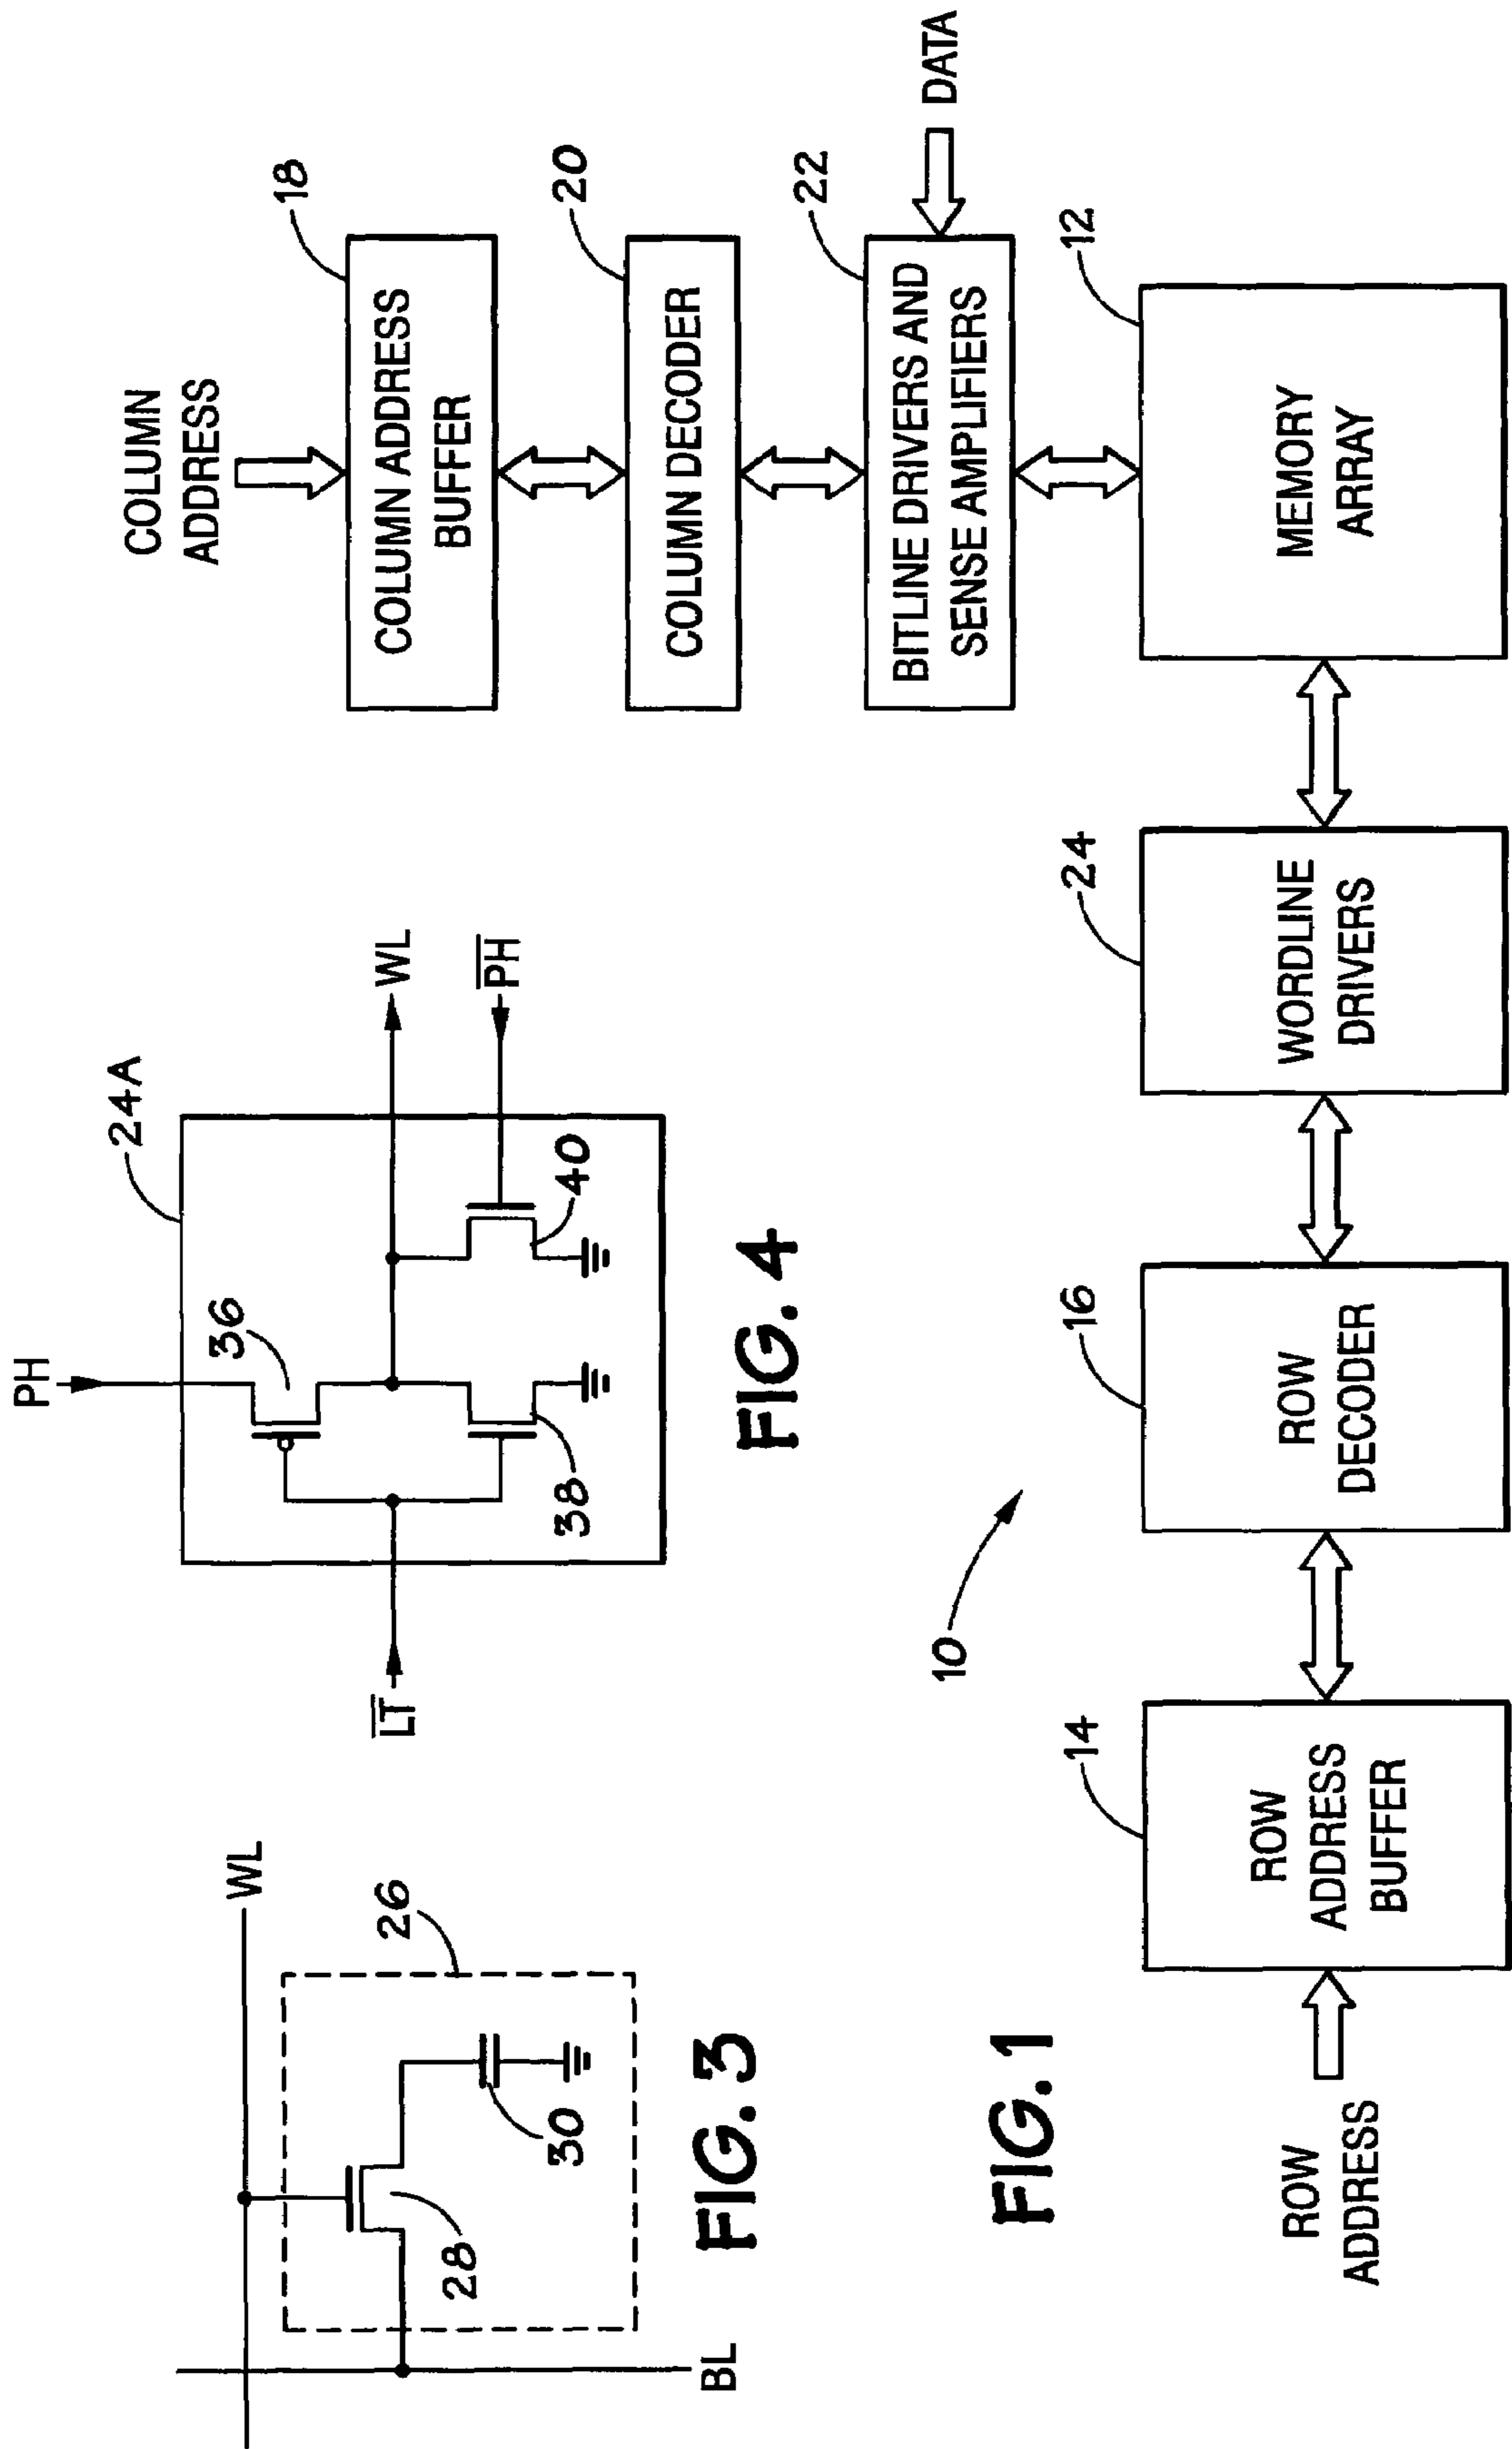 WL
26
28
30
BL
FIG. 3
PH
24A
36
WL
L̅T̅
38
40
P̅H̅
FIG. 4
COLUMN
ADDRESS
18
COLUMN ADDRESS
BUFFER
20
COLUMN DECODER
22
BITLINE DRIVERS AND
SENSE AMPLIFIERS
DATA
FIG. 1
10
ROW
ADDRESS
14
ROW
ADDRESS
BUFFER
16
ROW
DECODER
24
WORDLINE
DRIVERS
12
MEMORY
ARRAY